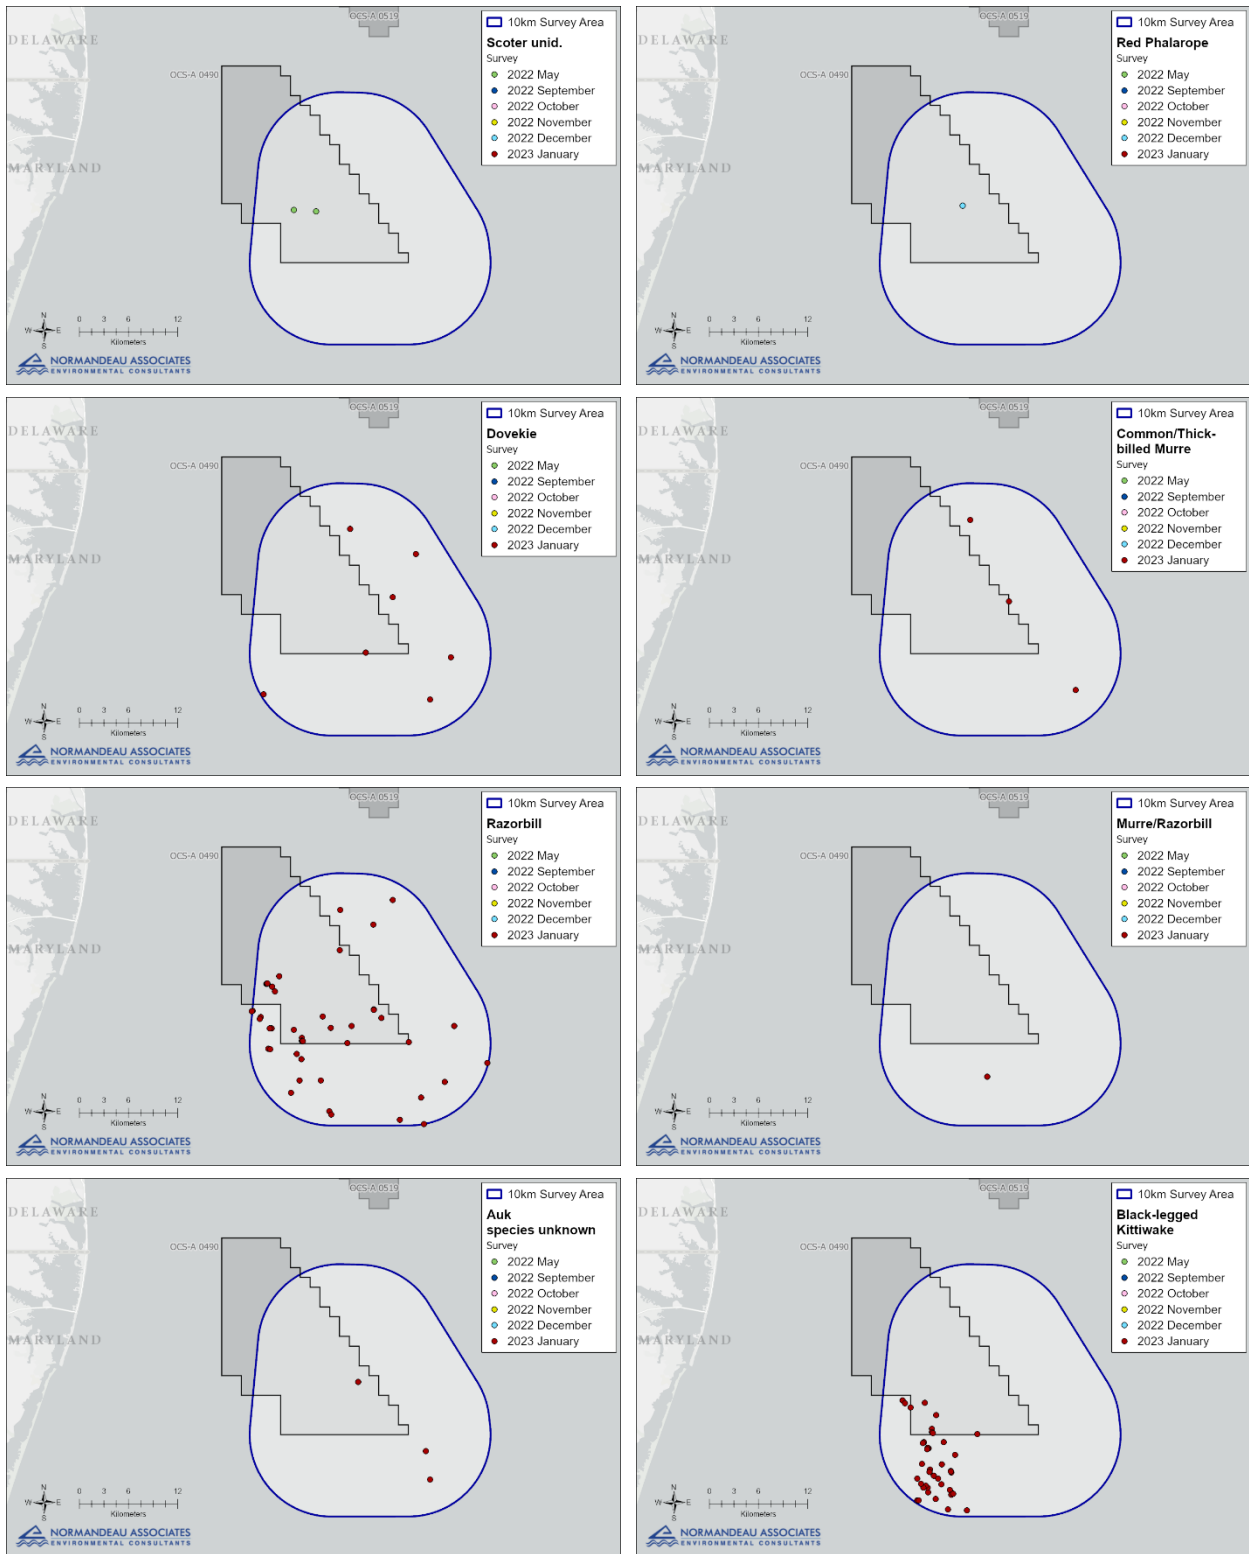 OCS-A 0519
10km Survey Area
DELAWARE
Scoter unid.
Survey
OCS-A 0490
2022 May
2022 September
2022 October
2022 November
2022 December
2023 January
MARYLAND
N
W E
S
0 3 6 12
Kilometers
NORMANDEAU ASSOCIATES
ENVIRONMENTAL CONSULTANTS
OCS-A 0519
10km Survey Area
DELAWARE
Red Phalarope
Survey
OCS-A 0490
2022 May
2022 September
2022 October
2022 November
2022 December
2023 January
MARYLAND
N
W E
S
0 3 6 12
Kilometers
NORMANDEAU ASSOCIATES
ENVIRONMENTAL CONSULTANTS
OCS-A 0519
10km Survey Area
DELAWARE
Dovekie
Survey
OCS-A 0490
2022 May
2022 September
2022 October
2022 November
2022 December
2023 January
MARYLAND
N
W E
S
0 3 6 12
Kilometers
NORMANDEAU ASSOCIATES
ENVIRONMENTAL CONSULTANTS
OCS-A 0519
10km Survey Area
DELAWARE
Common/Thick-
billed Murre
Survey
OCS-A 0490
2022 May
2022 September
2022 October
2022 November
2022 December
2023 January
MARYLAND
N
W E
S
0 3 6 12
Kilometers
NORMANDEAU ASSOCIATES
ENVIRONMENTAL CONSULTANTS
OCS-A 0519
10km Survey Area
DELAWARE
Razorbill
Survey
OCS-A 0490
2022 May
2022 September
2022 October
2022 November
2022 December
2023 January
MARYLAND
N
W E
S
0 3 6 12
Kilometers
NORMANDEAU ASSOCIATES
ENVIRONMENTAL CONSULTANTS
OCS-A 0519
10km Survey Area
DELAWARE
Murre/Razorbill
Survey
OCS-A 0490
2022 May
2022 September
2022 October
2022 November
2022 December
2023 January
MARYLAND
N
W E
S
0 3 6 12
Kilometers
NORMANDEAU ASSOCIATES
ENVIRONMENTAL CONSULTANTS
OCS-A 0519
10km Survey Area
DELAWARE
Auk
species unknown
Survey
OCS-A 0490
2022 May
2022 September
2022 October
2022 November
2022 December
2023 January
MARYLAND
N
W E
S
0 3 6 12
Kilometers
NORMANDEAU ASSOCIATES
ENVIRONMENTAL CONSULTANTS
OCS-A 0519
10km Survey Area
DELAWARE
Black-legged
Kittiwake
Survey
OCS-A 0490
2022 May
2022 September
2022 October
2022 November
2022 December
2023 January
MARYLAND
N
W E
S
0 3 6 12
Kilometers
NORMANDEAU ASSOCIATES
ENVIRONMENTAL CONSULTANTS